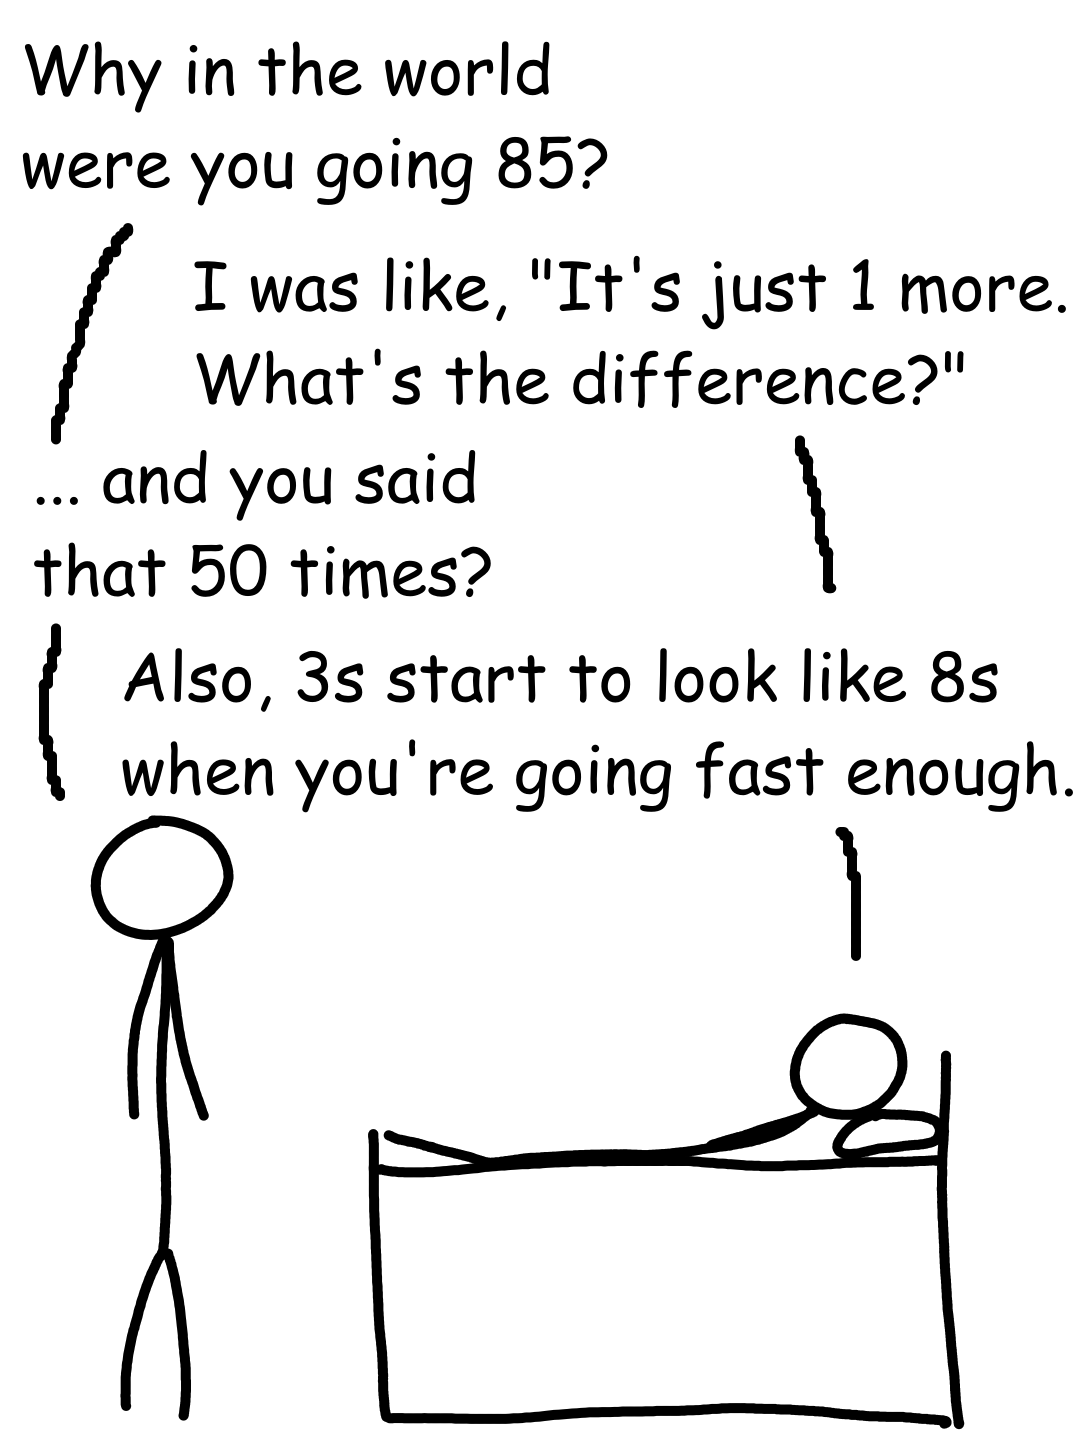 Why in the world
were you going 85?
I was like, "It's just 1 more.
What's the difference?"
... and you said
that 50 times?
Also, 3s start to look like 8s
when you're going fast enough.